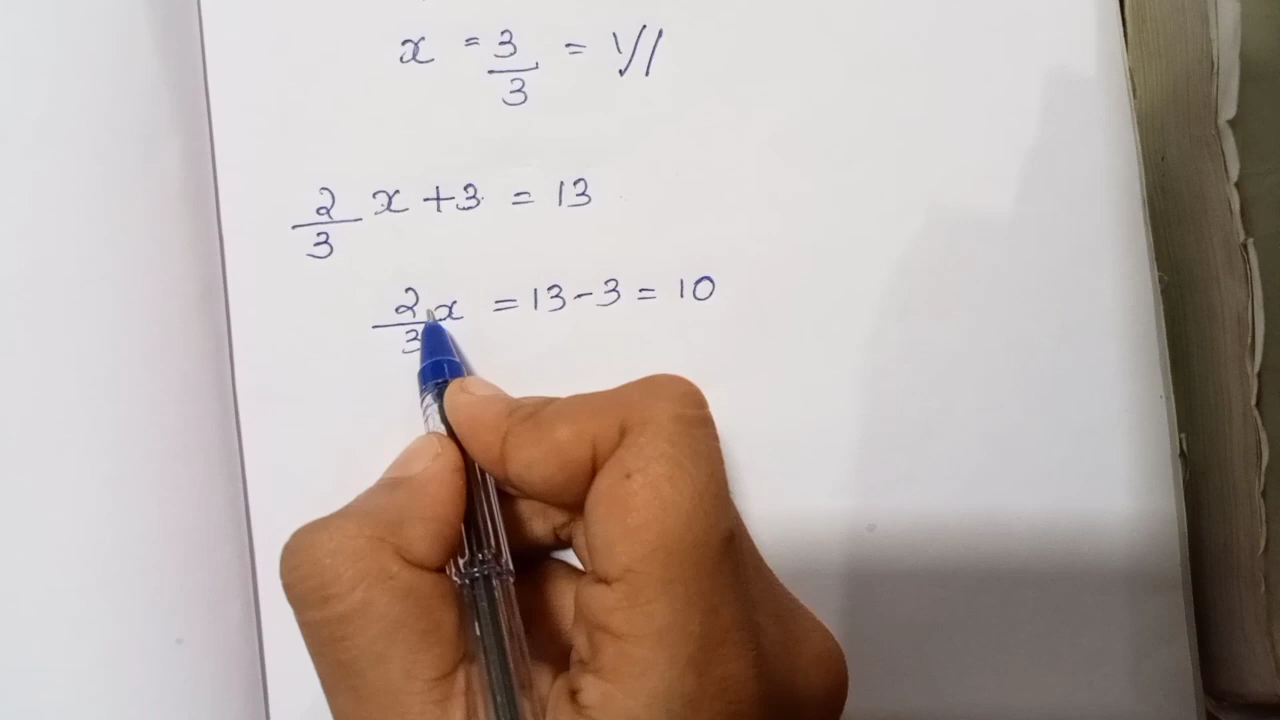 x = 3/3 = 1//
2/3 x + 3 = 13
2/3 x = 13 - 3 = 10